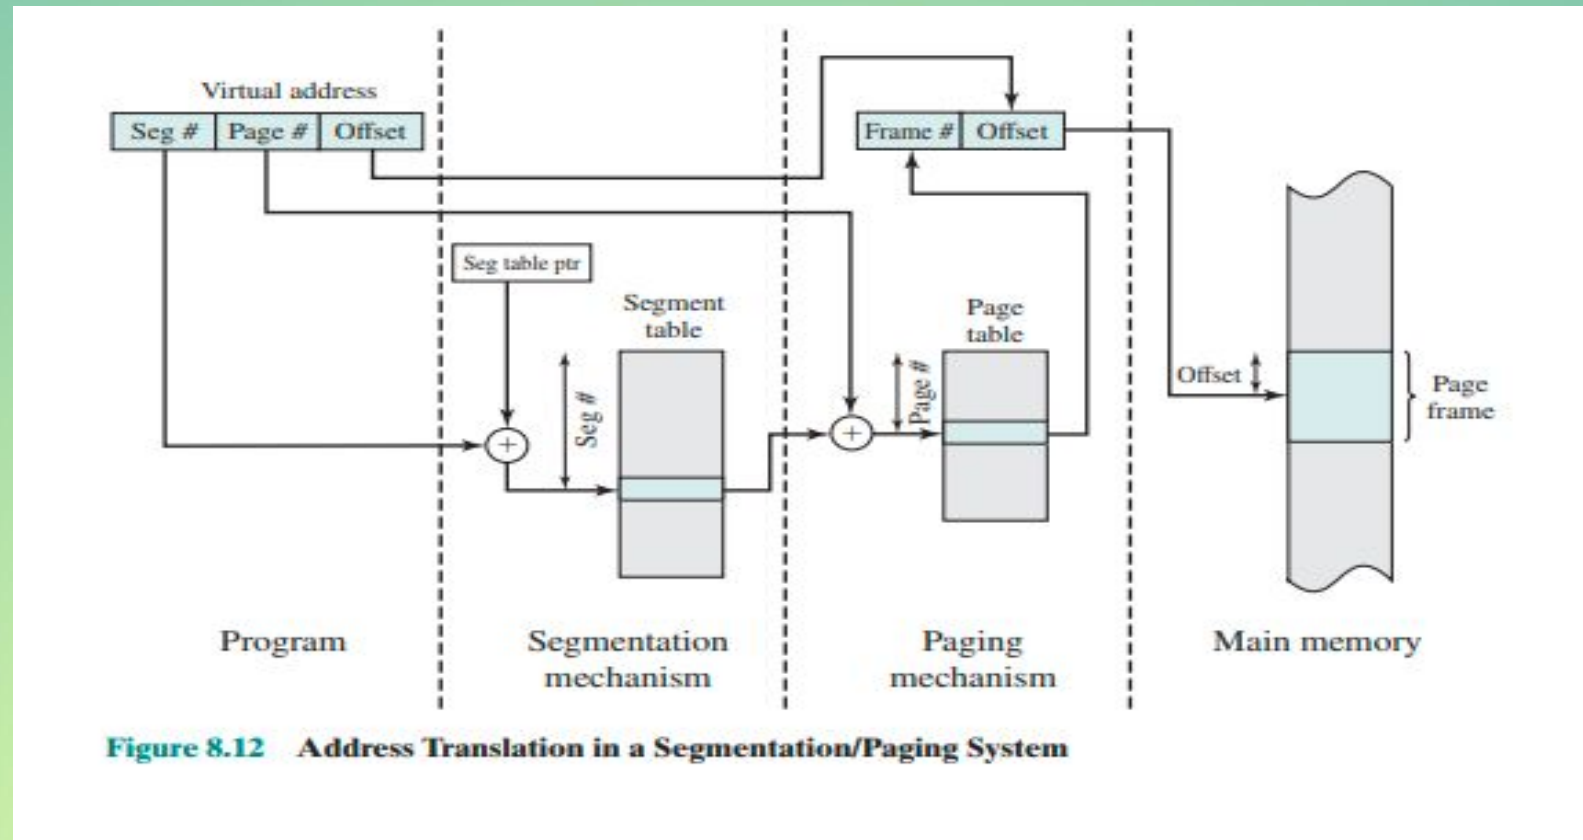 Virtual address
Seg # Page # Offset
Frame # Offset
Seg table ptr
Segment
table
Page
table
Seg #
Page #
Offset
Page
frame
+
+
Program
Segmentation
mechanism
Paging
mechanism
Main memory
Figure 8.12 Address Translation in a Segmentation/Paging System